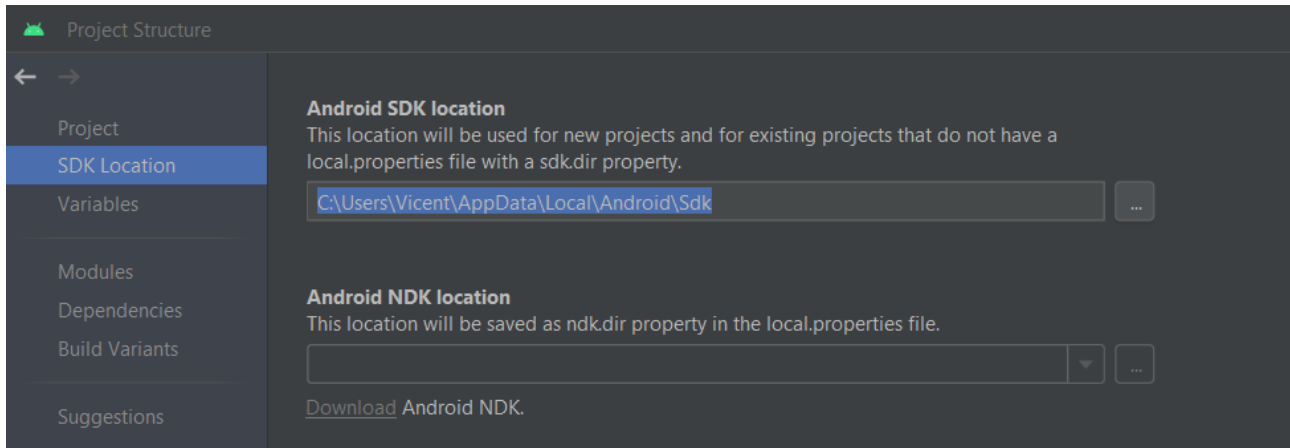 Project Structure
Project
SDK Location
Variables
Modules
Dependencies
Build Variants
Suggestions
Android SDK location
This location will be used for new projects and for existing projects that do not have a
local.properties file with a sdk.dir property.
C:\Users\Vicent\AppData\Local\Android\Sdk
...
Android NDK location
This location will be saved as ndk.dir property in the local.properties file.
...
Download Android NDK.